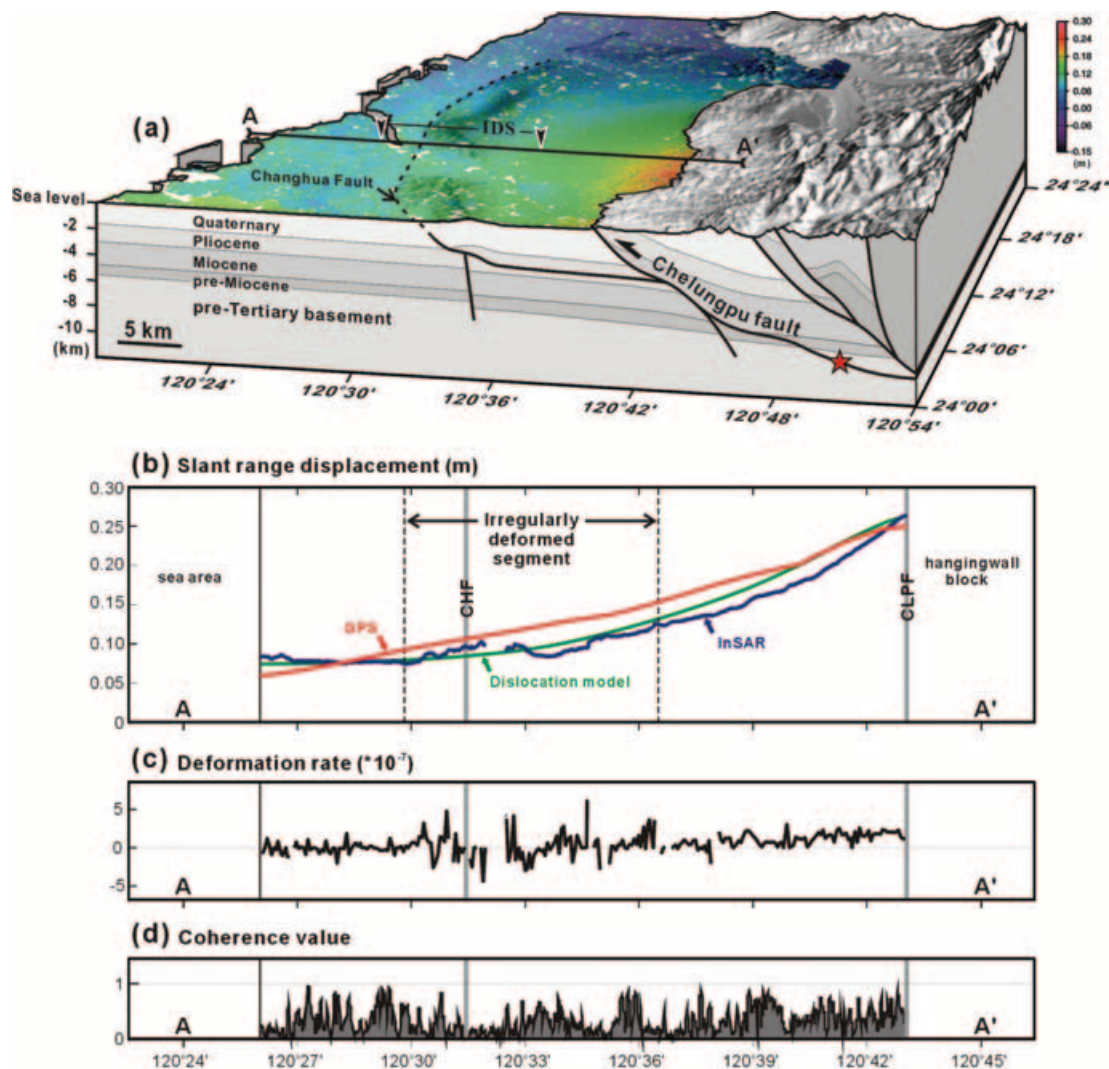 (a)
A
IDS
A'
Changhua Fault
Sea level
-2
-4
-6
-8
-10
(km)
Quaternary
Pliocene
Miocene
pre-Miocene
pre-Tertiary basement
5 km
Chelungpu fault
0.30
0.24
0.18
0.12
0.06
0.00
-0.06
-0.15
(m)
24°24'
24°18'
24°12'
24°06'
24°00'
120°24'
120°30'
120°36'
120°42'
120°48'
120°54'
(b) Slant range displacement (m)
0.30
0.25
0.20
0.15
0.10
0.05
0
sea area
Irregularly
deformed
segment
CHF
CLPF
hangingwall
block
GPS
InSAR
Dislocation model
A
A'
(c) Deformation rate (*10⁻⁷)
5
0
-5
A
A'
(d) Coherence value
1
0
A
A'
120°24'
120°27'
120°30'
120°33'
120°36'
120°39'
120°42'
120°45'